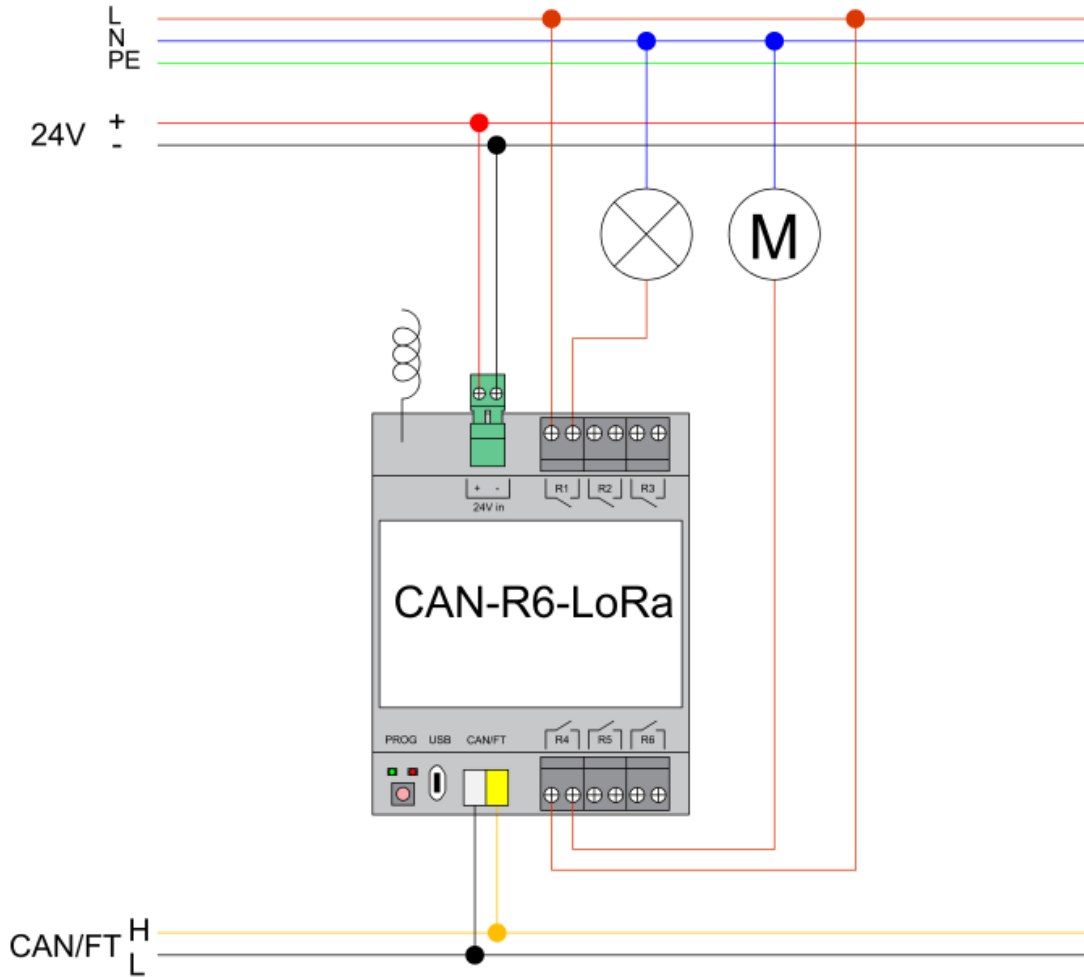 L
N
PE
24V +
-
M
+ -
24V in
R1 R2 R3
CAN-R6-LoRa
PROG USB CAN/FT R4 R5 R6
CAN/FT H
L